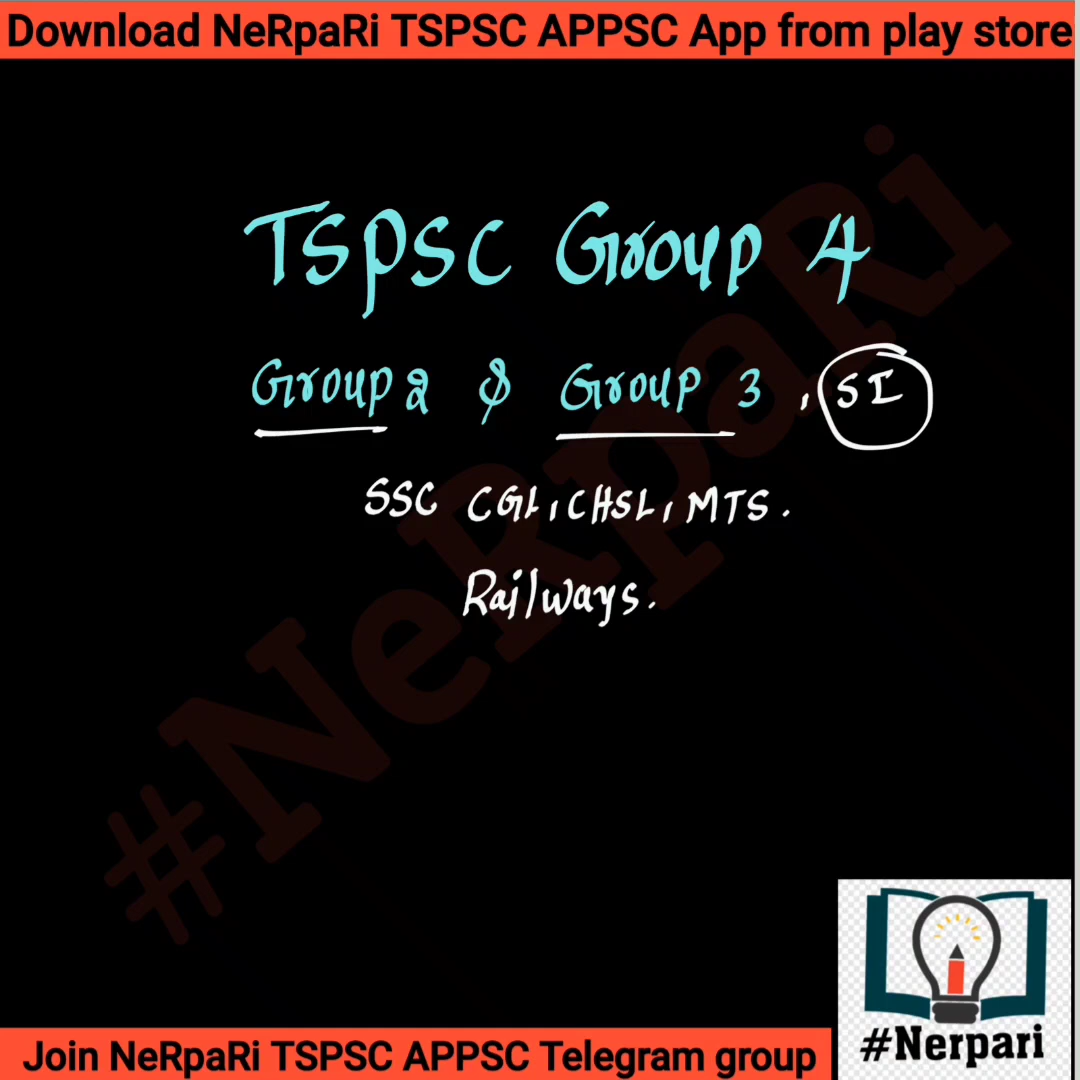 Download NeRpaRi TSPSC APPSC App from play store
TSPSC Group 4
Group 2 & Group 3, SI
SSC CGL, CHSL, MTS.
Railways.
#NeRpaRi
#Nerpari
Join NeRpaRi TSPSC APPSC Telegram group